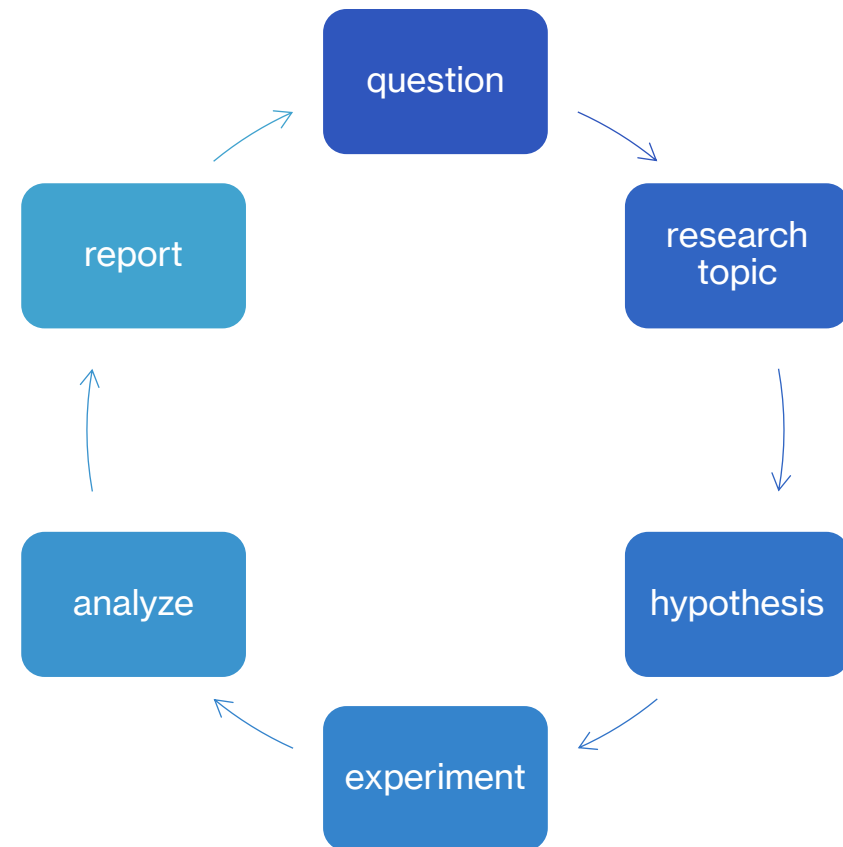 question
research
topic
hypothesis
experiment
analyze
report